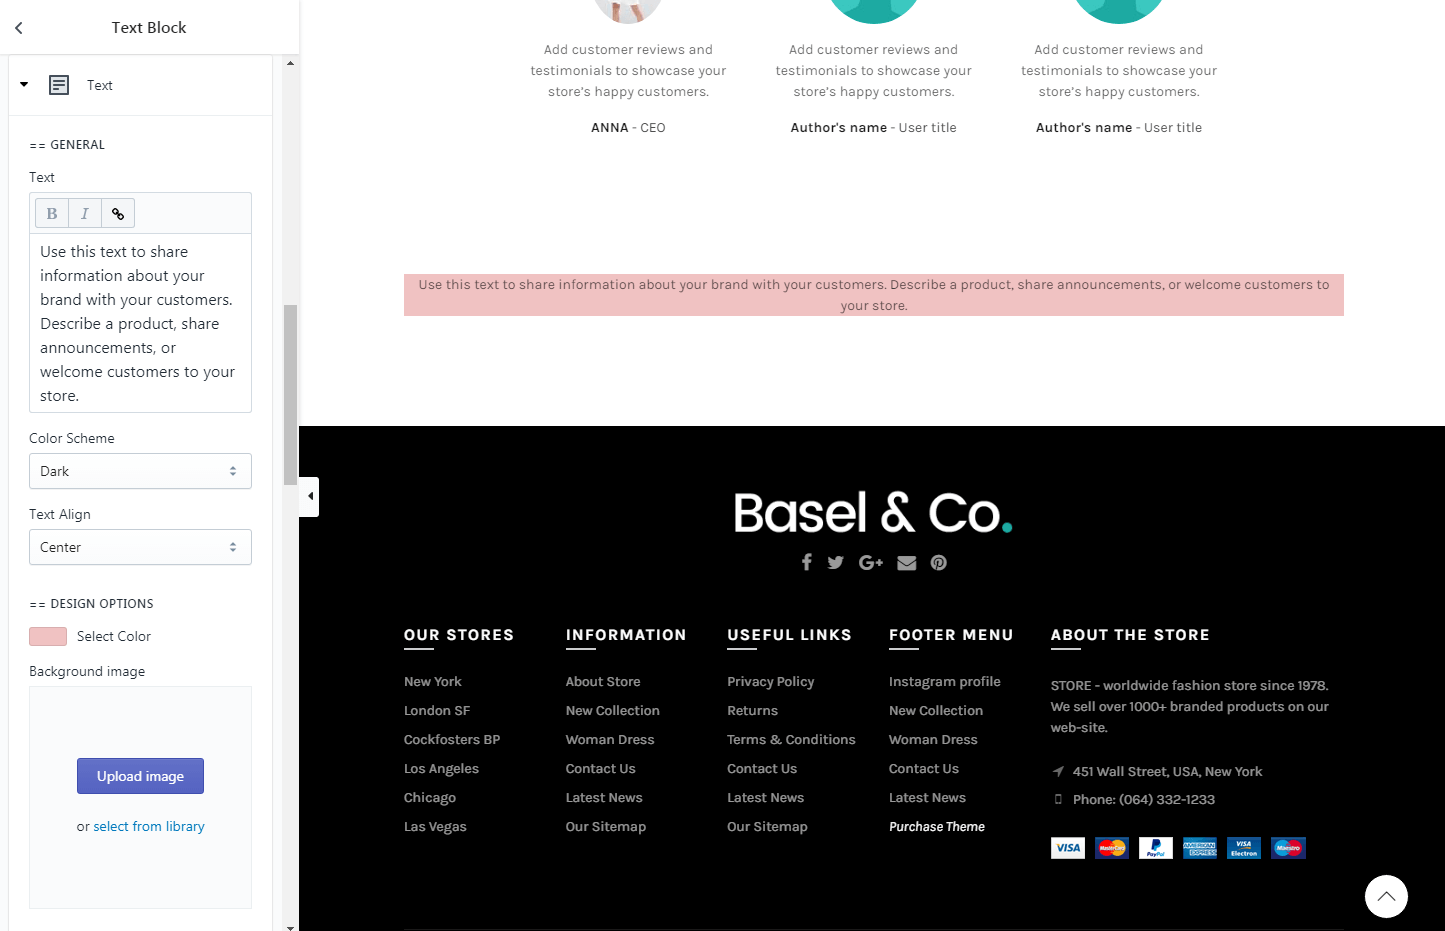 Text Block
Text
== GENERAL
Text
B I
Use this text to share
information about your
brand with your customers.
Describe a product, share
announcements, or
welcome customers to your
store.
Color Scheme
Dark
Text Align
Center
== DESIGN OPTIONS
Select Color
Background image
Upload image
or select from library
Add customer reviews and
testimonials to showcase your
store's happy customers.
ANNA - CEO
Add customer reviews and
testimonials to showcase your
store's happy customers.
Author's name - User title
Add customer reviews and
testimonials to showcase your
store's happy customers.
Author's name - User title
Use this text to share information about your brand with your customers. Describe a product, share announcements, or welcome customers to
your store.
Basel & Co.
OUR STORES
New York
London SF
Cockfosters BP
Los Angeles
Chicago
Las Vegas
INFORMATION
About Store
New Collection
Woman Dress
Contact Us
Latest News
Our Sitemap
USEFUL LINKS
Privacy Policy
Returns
Terms & Conditions
Contact Us
Latest News
Our Sitemap
FOOTER MENU
Instagram profile
New Collection
Woman Dress
Contact Us
Latest News
Purchase Theme
ABOUT THE STORE
STORE - worldwide fashion store since 1978.
We sell over 1000+ branded products on our
web-site.
451 Wall Street, USA, New York
Phone: (064) 332-1233
VISA
MasterCard
PayPal
AMERICAN EXPRESS
VISA Electron
Maestro